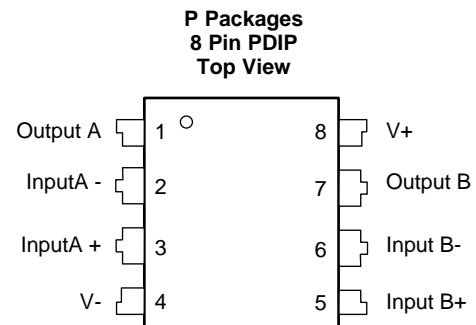 P Packages
8 Pin PDIP
Top View
Output A 1 8 V+
InputA - 2 7 Output B
InputA + 3 6 Input B-
V- 4 5 Input B+